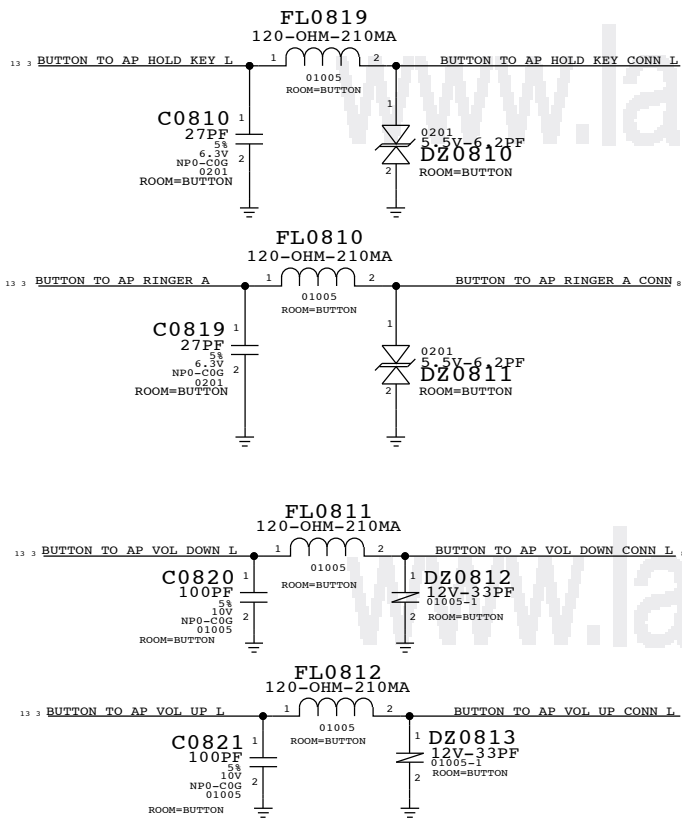 FL0819
120-OHM-210MA
13 3 BUTTON TO AP HOLD KEY L
1 2
BUTTON TO AP HOLD KEY CONN L
01005
ROOM=BUTTON
C0810
27PF
5%
6.3V
NP0-C0G
0201
ROOM=BUTTON
1
2
1
2
0201
5.5V-6.2PF
DZ0810
ROOM=BUTTON
FL0810
120-OHM-210MA
13 3 BUTTON TO AP RINGER A
1 2
BUTTON TO AP RINGER A CONN 8
01005
ROOM=BUTTON
C0819
27PF
5%
6.3V
NP0-C0G
0201
ROOM=BUTTON
1
2
1
2
0201
5.5V-6.2PF
DZ0811
ROOM=BUTTON
FL0811
120-OHM-210MA
13 3 BUTTON TO AP VOL DOWN L
1 2
BUTTON TO AP VOL DOWN CONN L
01005
ROOM=BUTTON
C0820
100PF
5%
10V
NP0-C0G
01005
ROOM=BUTTON
1
2
1
2
DZ0812
12V-33PF
01005-1
ROOM=BUTTON
FL0812
120-OHM-210MA
13 3 BUTTON TO AP VOL UP L
1 2
BUTTON TO AP VOL UP CONN L
01005
ROOM=BUTTON
C0821
100PF
5%
10V
NP0-C0G
01005
ROOM=BUTTON
1
2
1
2
DZ0813
12V-33PF
01005-1
ROOM=BUTTON
www.la
www.la